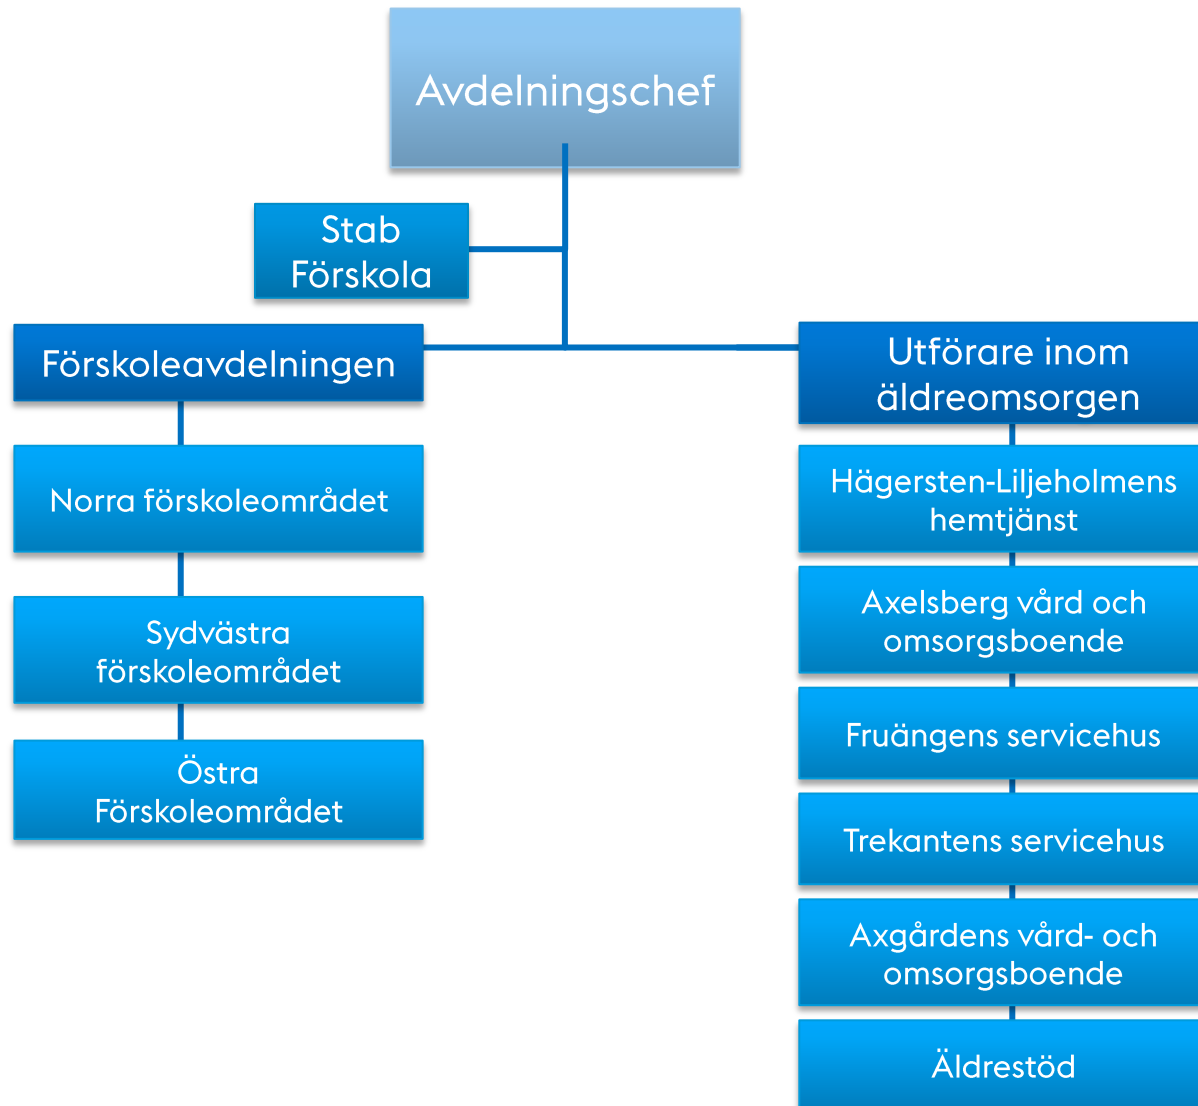 Avdelningschef
Stab
Förskola
Förskoleavdelningen
Norra förskoleområdet
Sydvästra
förskoleområdet
Östra
Förskoleområdet
Utförare inom
äldreomsorgen
Hägersten-Liljeholmens
hemtjänst
Axelsberg vård och
omsorgsboende
Fruängens servicehus
Trekantens servicehus
Axgårdens vård- och
omsorgsboende
Äldrestöd